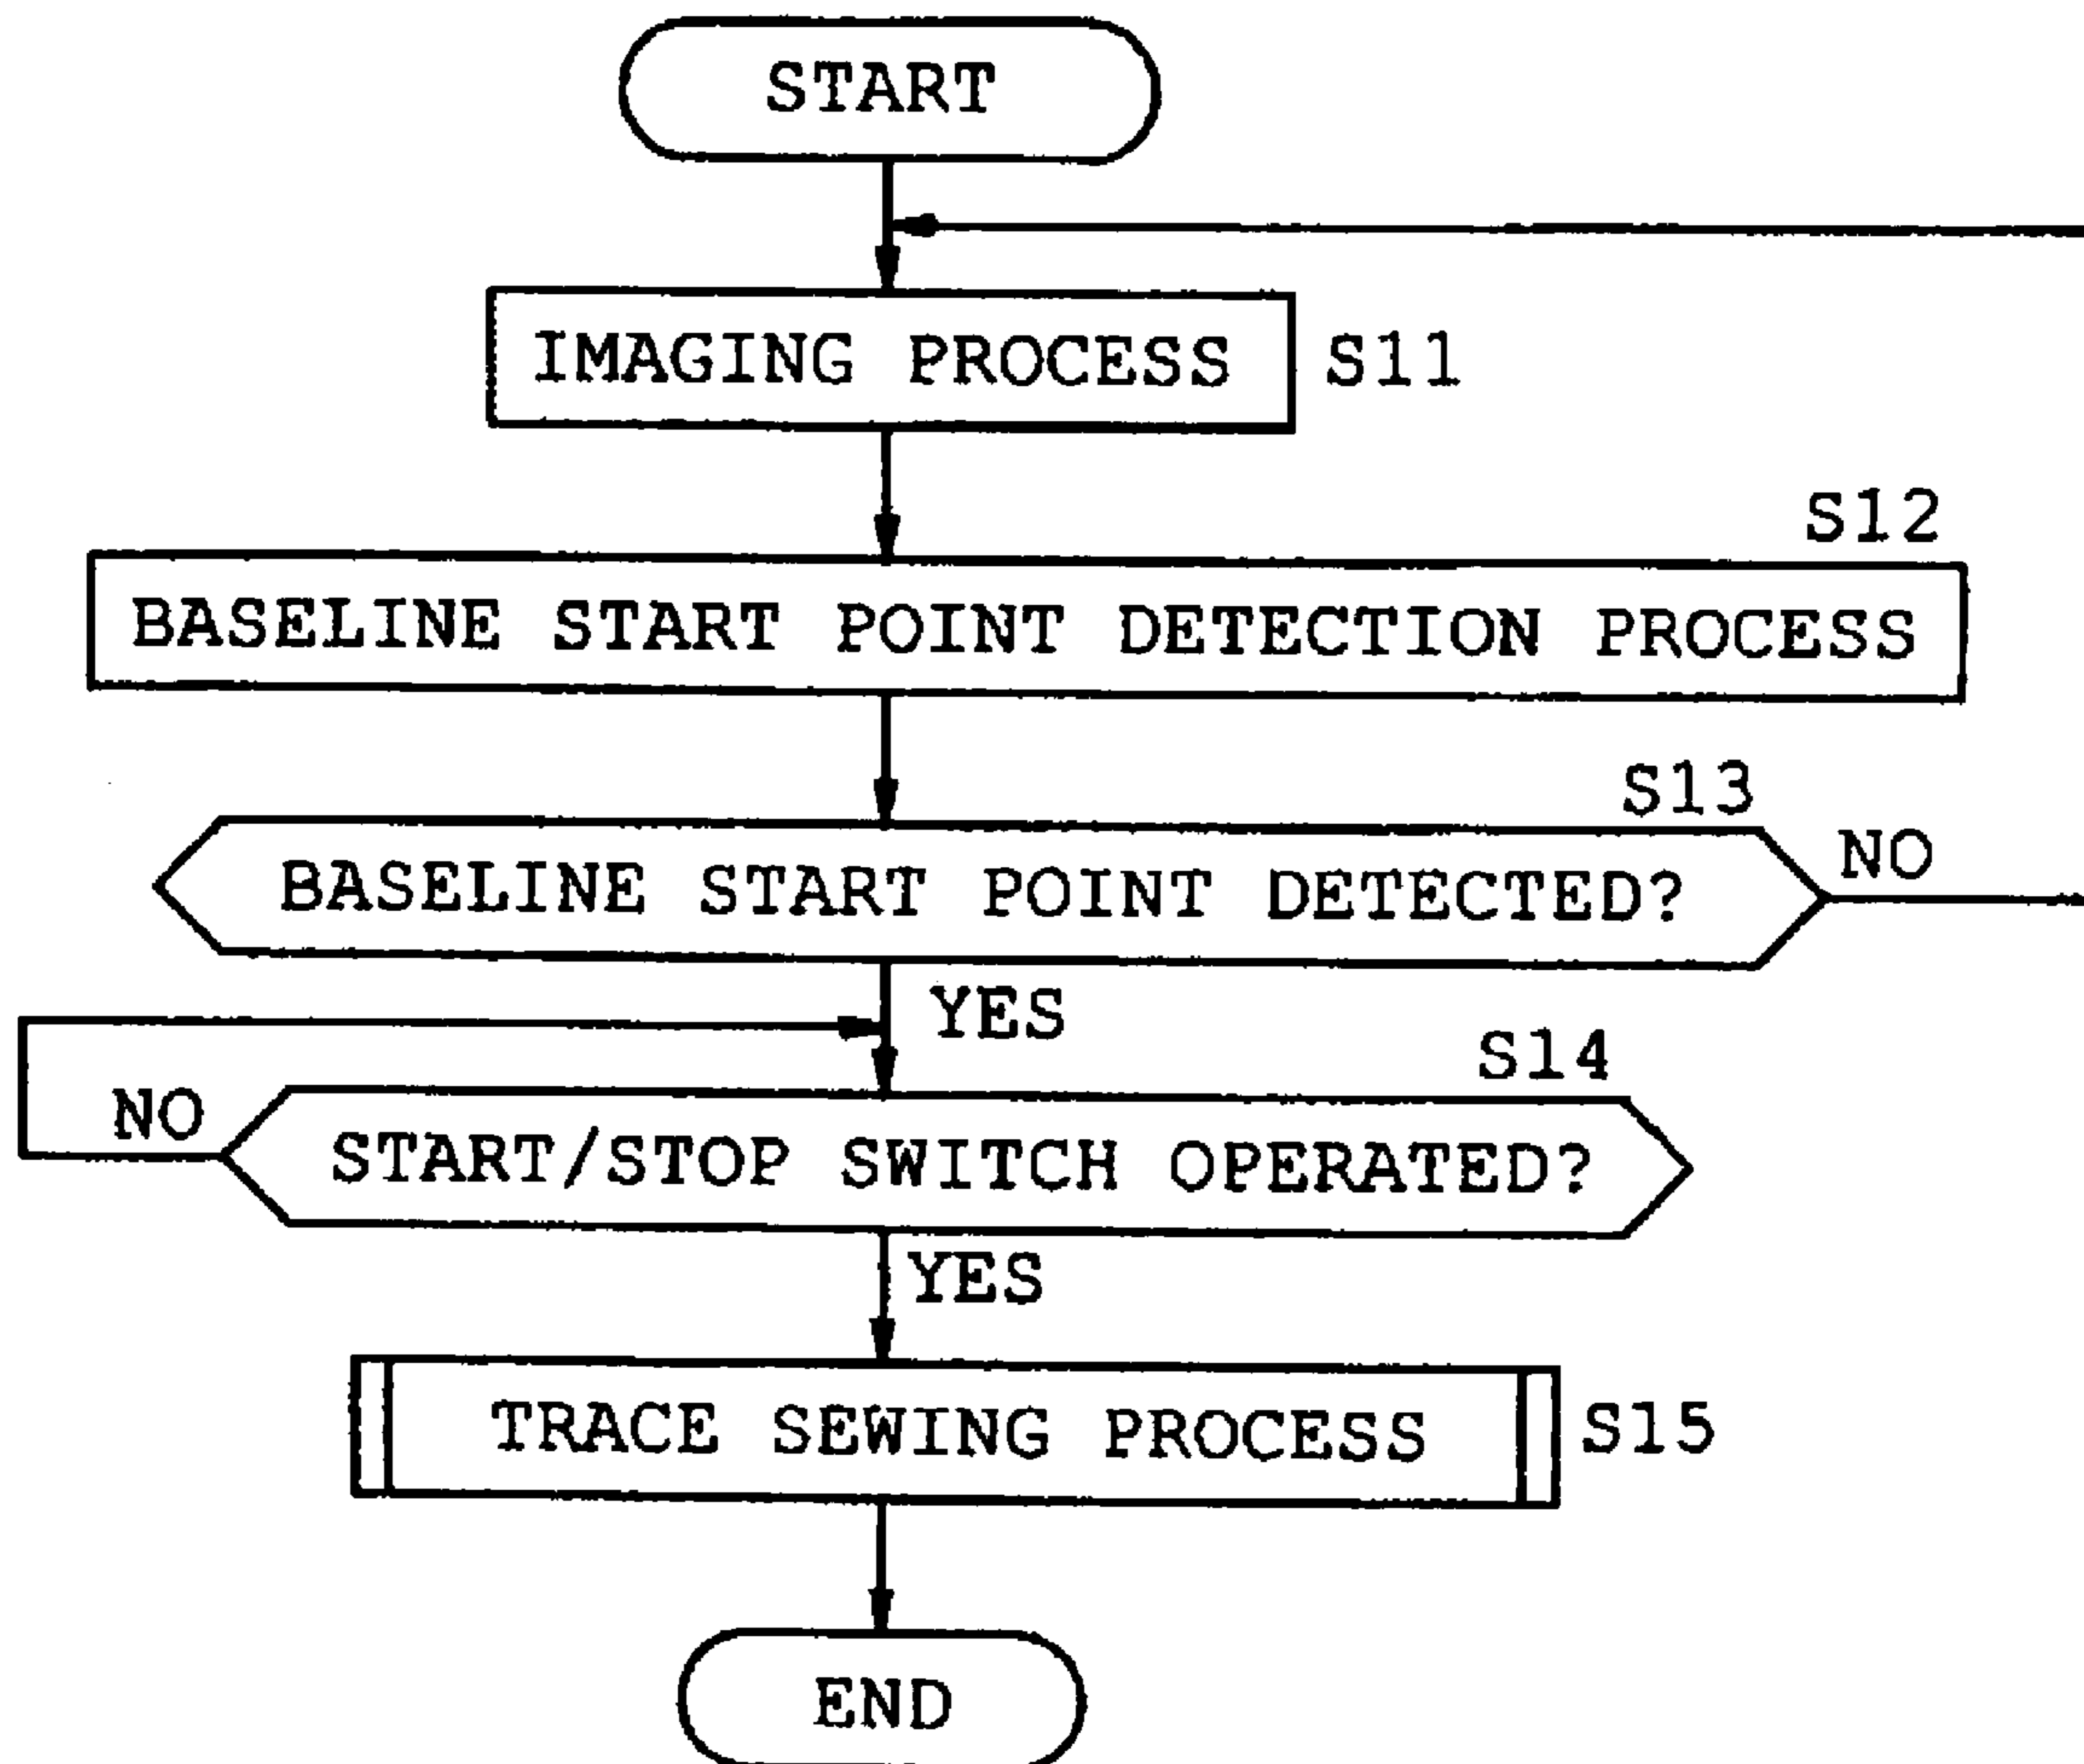 START
IMAGING PROCESS S11
S12
BASELINE START POINT DETECTION PROCESS
S13
BASELINE START POINT DETECTED?
NO
YES
S14
NO
START/STOP SWITCH OPERATED?
YES
TRACE SEWING PROCESS S15
END